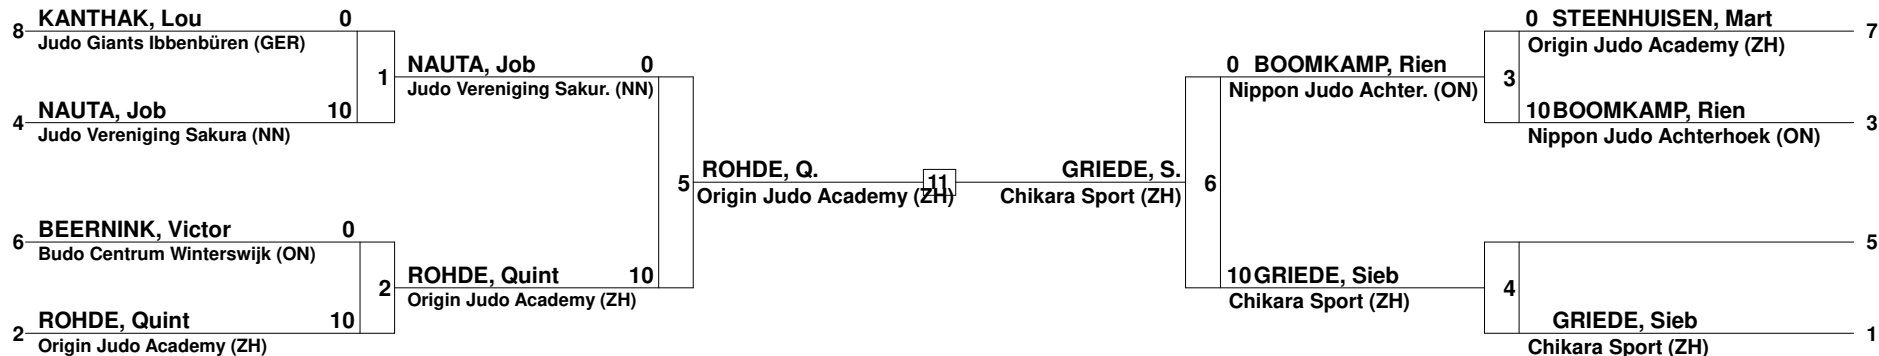 KANTHAK, Lou 0
8
Judo Giants Ibbenbüren (GER)
1
NAUTA, Job 10
4
Judo Vereniging Sakura (NN)
NAUTA, Job 0
Judo Vereniging Sakur. (NN)
BEERNINK, Victor 0
6
Budo Centrum Winterswijk (ON)
2
ROHDE, Quint 10
2
Origin Judo Academy (ZH)
ROHDE, Quint 10
Origin Judo Academy (ZH)
5
ROHDE, Q.
Origin Judo Academy (ZH)
11
GRIEDE, S.
Chikara Sport (ZH)
6
0 BOOMKAMP, Rien
Nippon Judo Achter. (ON)
10 GRIEDE, Sieb
Chikara Sport (ZH)
0 STEENHUISEN, Mart
7
Origin Judo Academy (ZH)
3
10 BOOMKAMP, Rien
3
Nippon Judo Achterhoek (ON)
5
4
GRIEDE, Sieb
1
Chikara Sport (ZH)